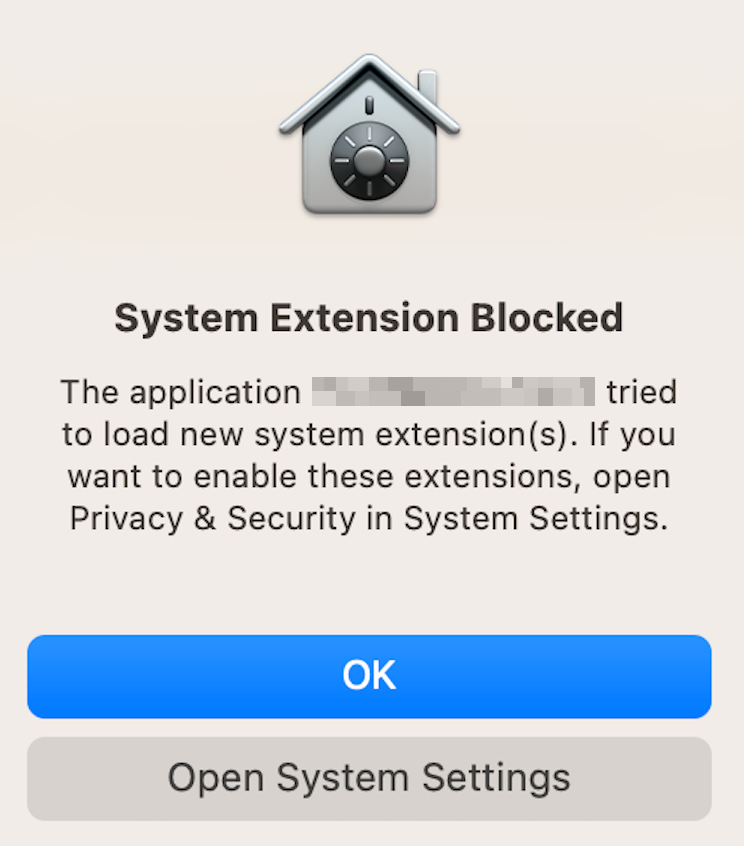 System Extension Blocked
The application tried
to load new system extension(s). If you
want to enable these extensions, open
Privacy & Security in System Settings.
OK
Open System Settings